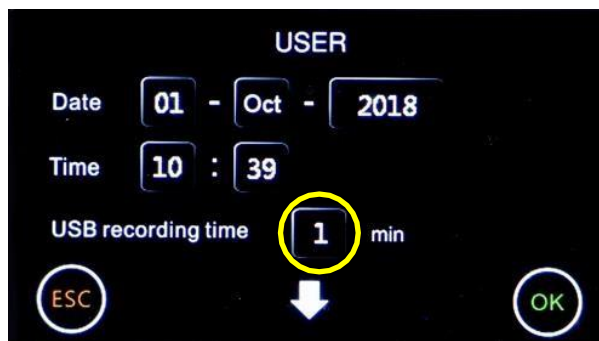 USER
Date 01 - Oct - 2018
Time 10 : 39
USB recording time 1 min
ESC OK